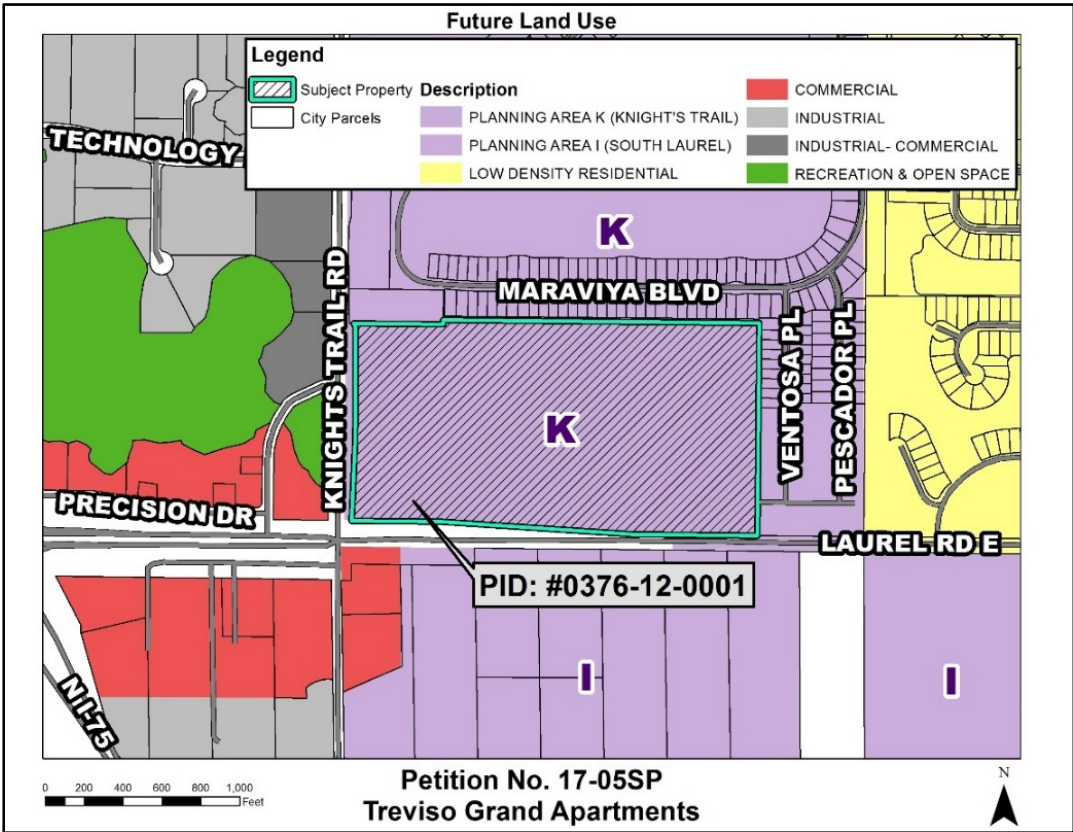 Future Land Use
Legend
Subject Property
City Parcels
Description
PLANNING AREA K (KNIGHT'S TRAIL)
PLANNING AREA I (SOUTH LAUREL)
LOW DENSITY RESIDENTIAL
COMMERCIAL
INDUSTRIAL
INDUSTRIAL- COMMERCIAL
RECREATION & OPEN SPACE
TECHNOLOGY
K
MARAVIYA BLVD
KNIGHTS TRAIL RD
K
VENTOSA PL
PESCADOR PL
PRECISION DR
LAUREL RD E
PID: #0376-12-0001
I
I
N I-75
0 200 400 600 800 1,000
Feet
Petition No. 17-05SP
Treviso Grand Apartments
N